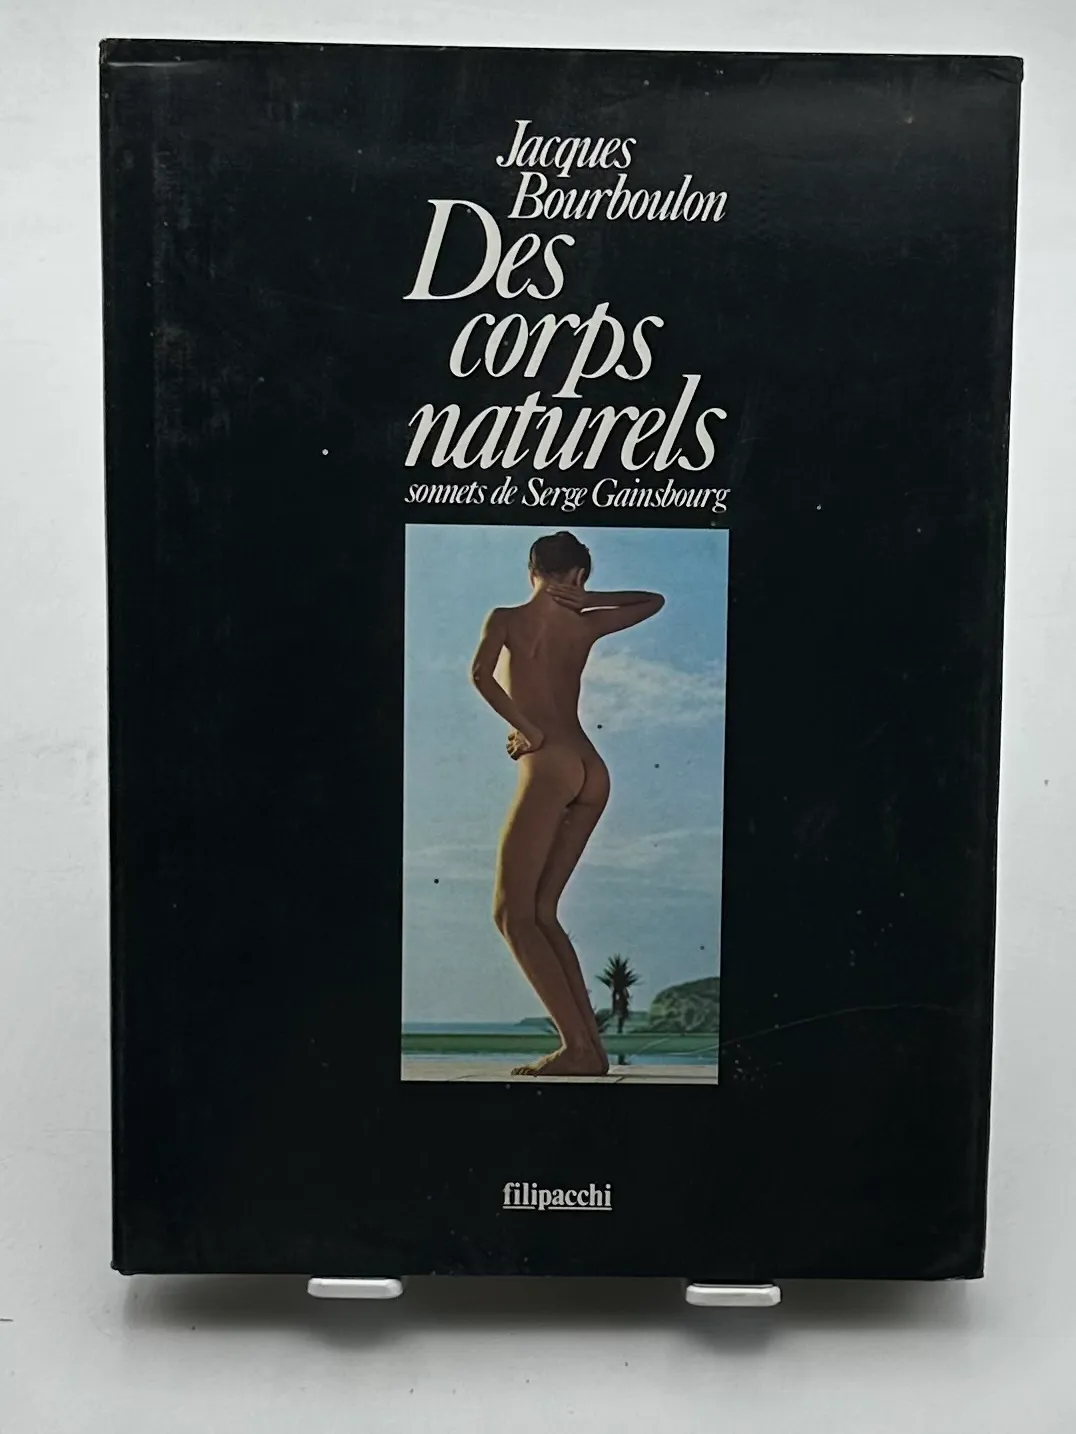 Jacques
Bourboulon
Des
corps
naturels
sonnets de Serge Gainsbourg
filipacchi